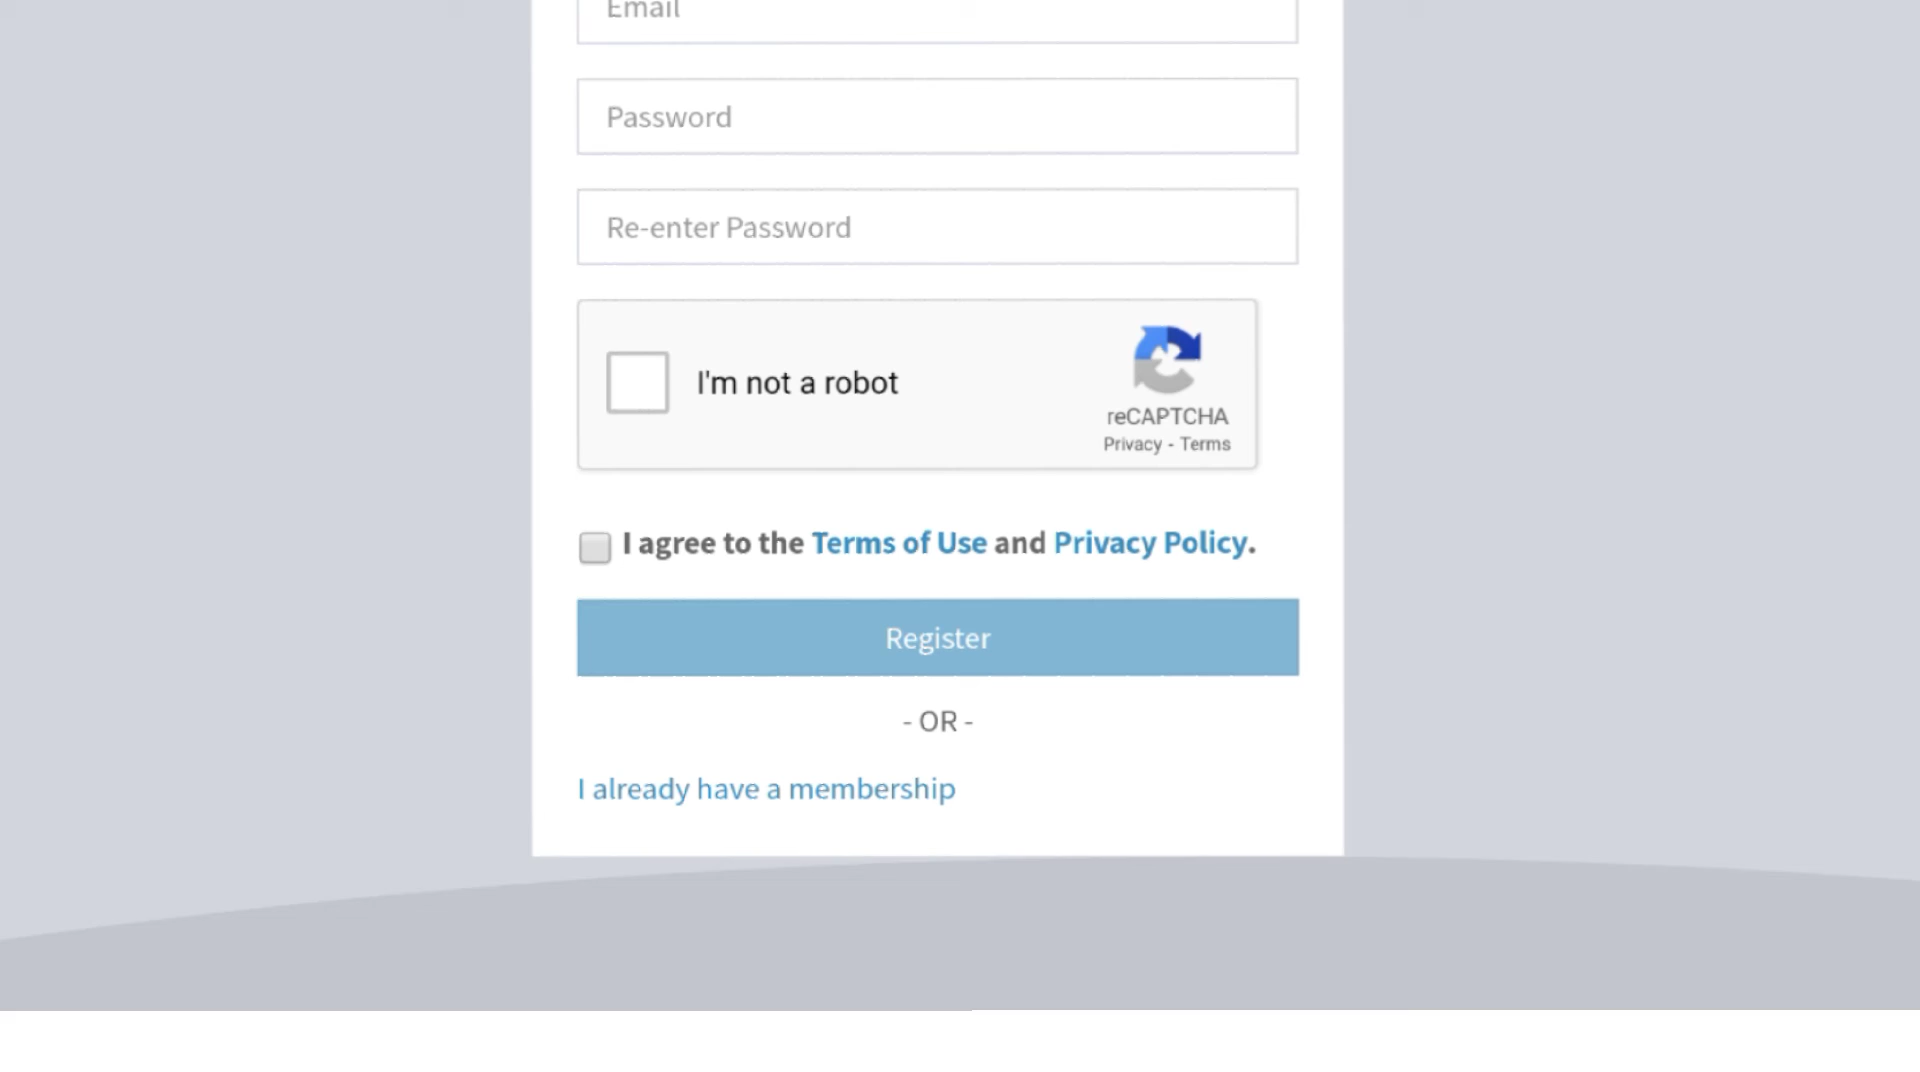 Email
Password
Re-enter Password
I'm not a robot
reCAPTCHA
Privacy - Terms
I agree to the Terms of Use and Privacy Policy.
Register
- OR -
I already have a membership